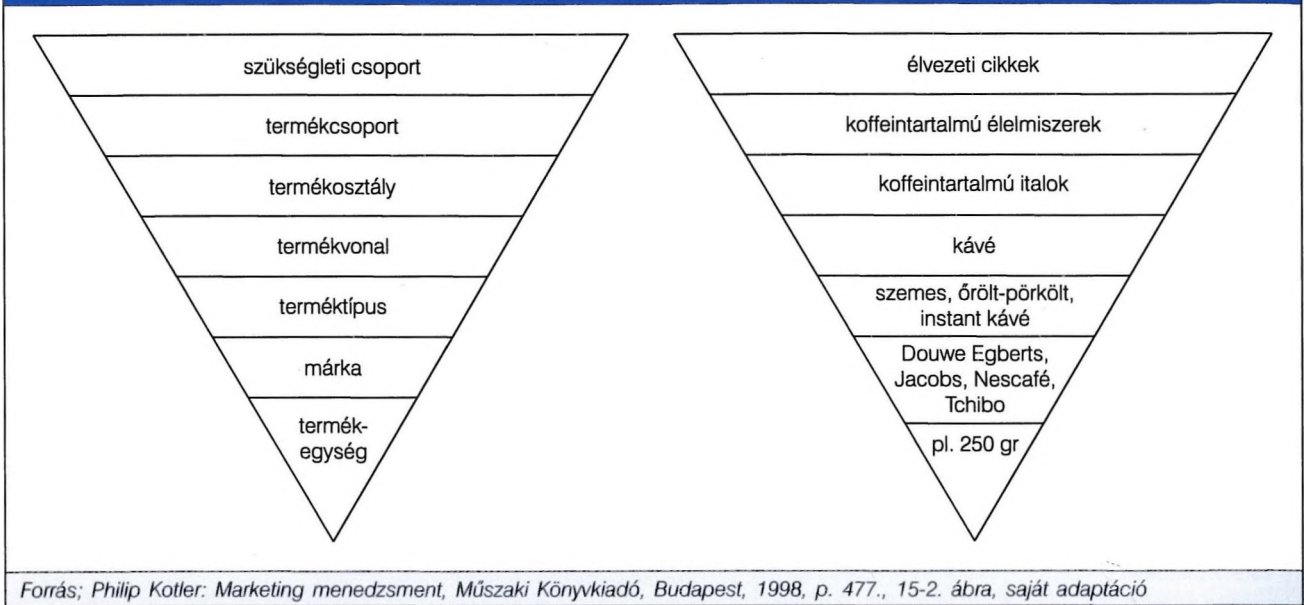 szükségleti csoport
termékcsoport
termékosztály
termékvonal
terméktípus
márka
termék-
egység
élvezeti cikkek
koffeintartalmú élelmiszerek
koffeintartalmú italok
kávé
szemes, őrölt-pörkölt,
instant kávé
Douwe Egberts,
Jacobs, Nescafé,
Tchibo
pl. 250 gr
Forrás; Philip Kotler: Marketing menedzsment, Műszaki Könyvkiadó, Budapest, 1998, p. 477., 15-2. ábra, saját adaptáció